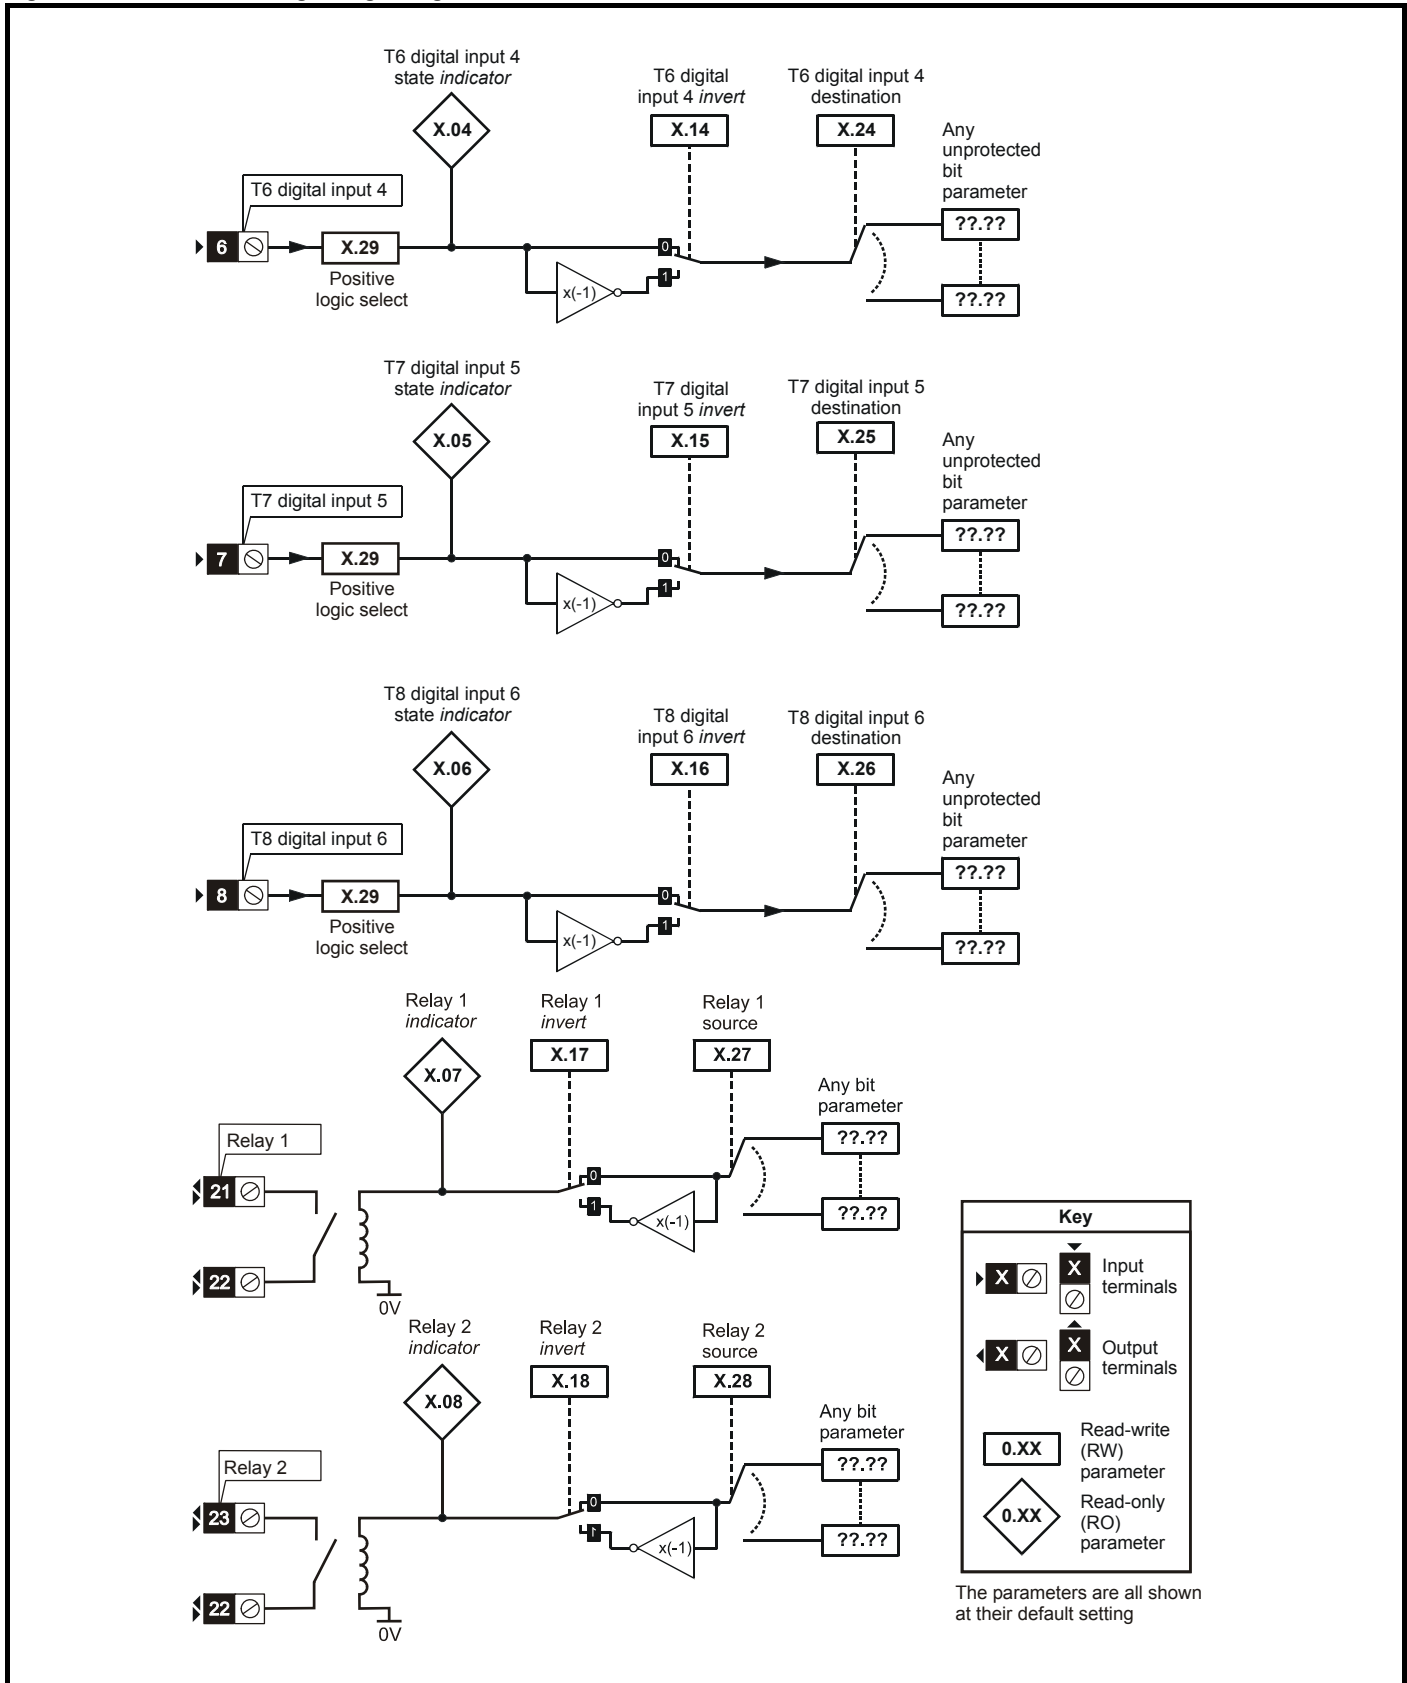 T6 digital input 4
state indicator
T6 digital
input 4 invert
T6 digital input 4
destination
X.04
X.14
X.24
Any
unprotected
bit
parameter
T6 digital input 4
??.??
6
X.29
0
1
x(-1)
Positive
logic select
??.??
T7 digital input 5
state indicator
T7 digital
input 5 invert
T7 digital input 5
destination
X.05
X.15
X.25
Any
unprotected
bit
parameter
T7 digital input 5
??.??
7
X.29
0
1
x(-1)
Positive
logic select
??.??
T8 digital input 6
state indicator
T8 digital
input 6 invert
T8 digital input 6
destination
X.06
X.16
X.26
Any
unprotected
bit
parameter
T8 digital input 6
??.??
8
X.29
0
1
x(-1)
Positive
logic select
??.??
Relay 1
indicator
Relay 1
invert
Relay 1
source
X.07
X.17
X.27
Any bit
parameter
Relay 1
??.??
21
0
1
x(-1)
??.??
22
0V
Relay 2
indicator
Relay 2
invert
Relay 2
source
X.08
X.18
X.28
Any bit
parameter
Relay 2
??.??
23
0
1
x(-1)
??.??
22
0V
Key
X
X
Input
terminals
X
X
Output
terminals
0.XX
Read-write
(RW)
parameter
0.XX
Read-only
(RO)
parameter
The parameters are all shown
at their default setting